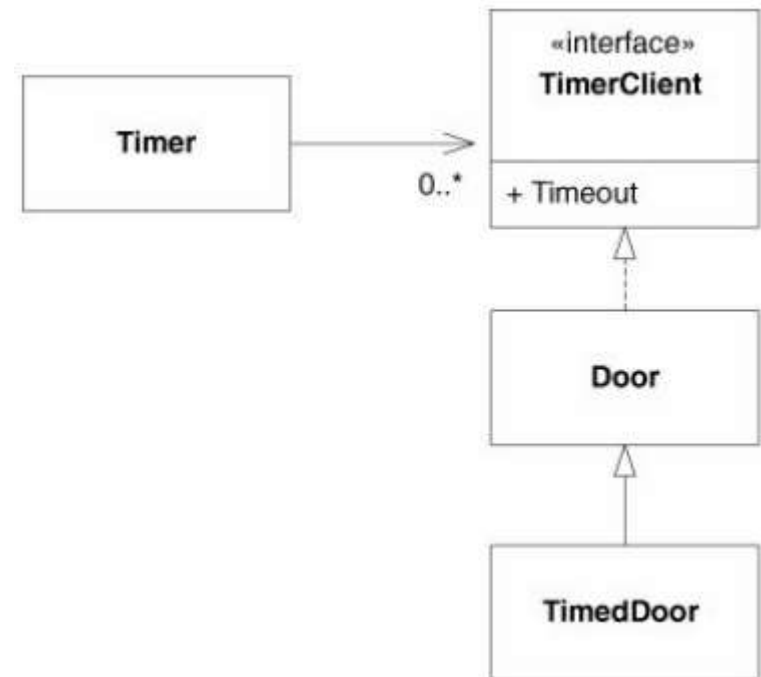 «interface»
TimerClient
Timer
0..*
+ Timeout
Door
TimedDoor